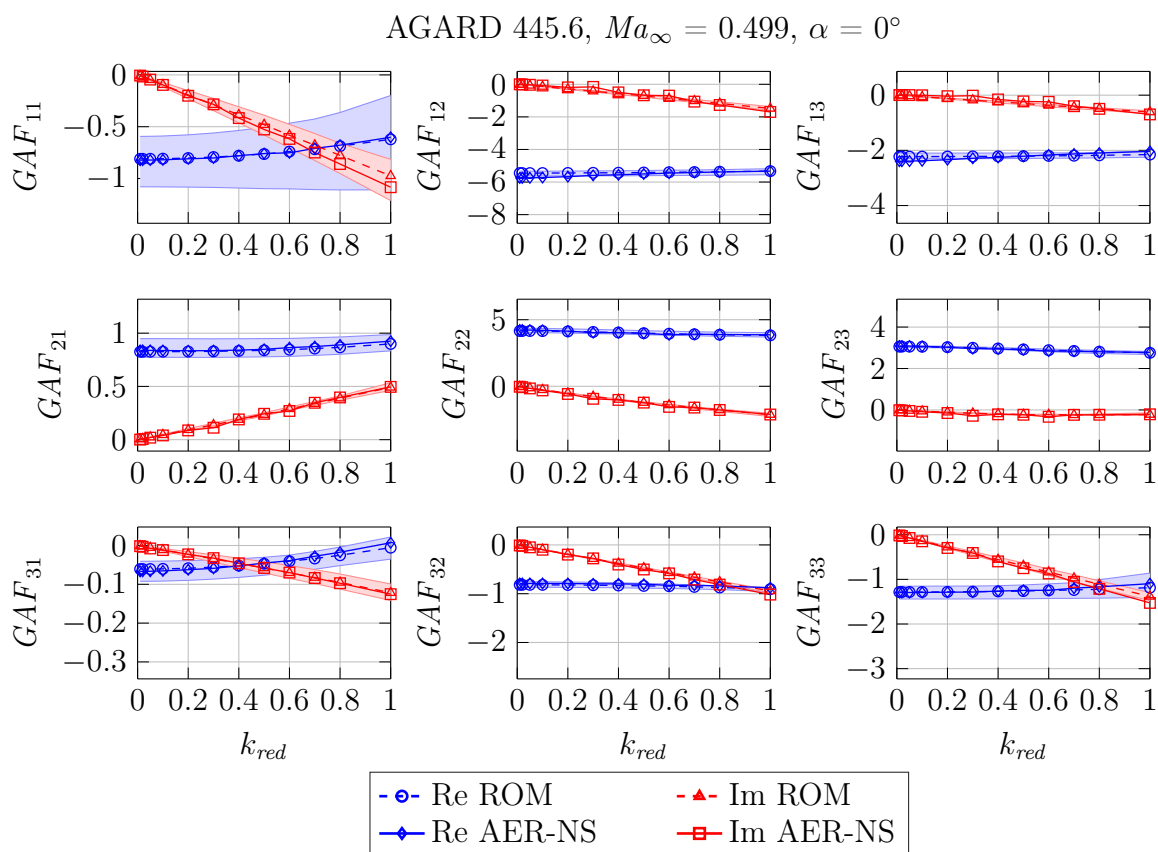 AGARD 445.6, Ma∞ = 0.499, α = 0°
GAF11
0
−0.5
−1
0 0.2 0.4 0.6 0.8 1
GAF12
0
−2
−4
−6
−8
0 0.2 0.4 0.6 0.8 1
GAF13
0
−2
−4
0 0.2 0.4 0.6 0.8 1
GAF21
1
0.5
0
0 0.2 0.4 0.6 0.8 1
GAF22
5
0
0 0.2 0.4 0.6 0.8 1
GAF23
4
2
0
0 0.2 0.4 0.6 0.8 1
GAF31
0
−0.1
−0.2
−0.3
0 0.2 0.4 0.6 0.8 1
kred
GAF32
0
−1
−2
0 0.2 0.4 0.6 0.8 1
kred
GAF33
0
−1
−2
−3
0 0.2 0.4 0.6 0.8 1
kred
Re ROM Im ROM
Re AER-NS Im AER-NS